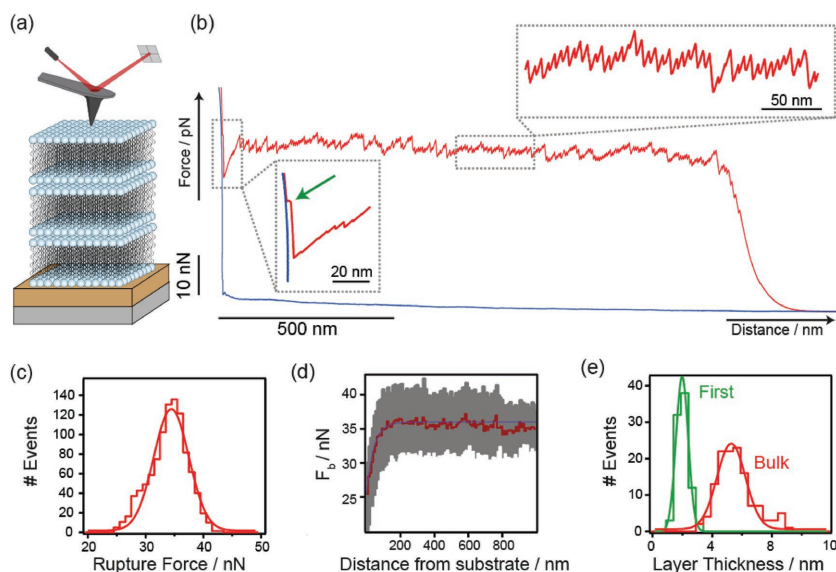 (a)
(b)
50 nm
Force / pN
20 nm
10 nN
500 nm
Distance / nm
(c)
# Events
140
120
100
80
60
40
20
0
20 30 40 50
Rupture Force / nN
(d)
F_b / nN
40
35
30
25
200 400 600 800
Distance from substrate / nm
(e)
# Events
40
30
20
10
0
First
Bulk
0 2 4 6 8 10
Layer Thickness / nm